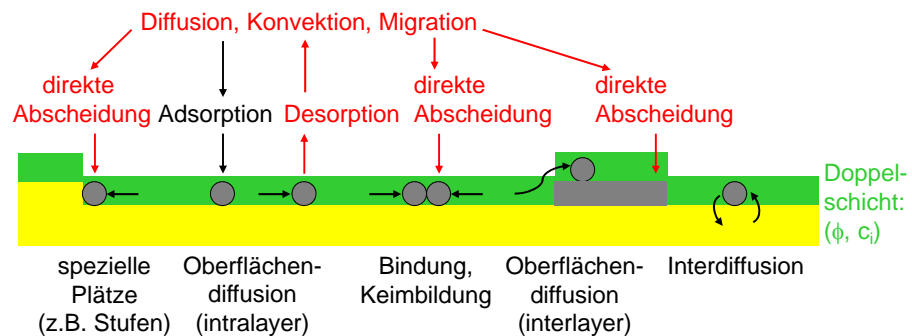 Diffusion, Konvektion, Migration
direkte
Abscheidung
Adsorption
Desorption
direkte
Abscheidung
direkte
Abscheidung
Doppel-
schicht:
(ϕ, cᵢ)
spezielle
Plätze
(z.B. Stufen)
Oberflächen-
diffusion
(intralayer)
Bindung,
Keimbildung
Oberflächen-
diffusion
(interlayer)
Interdiffusion